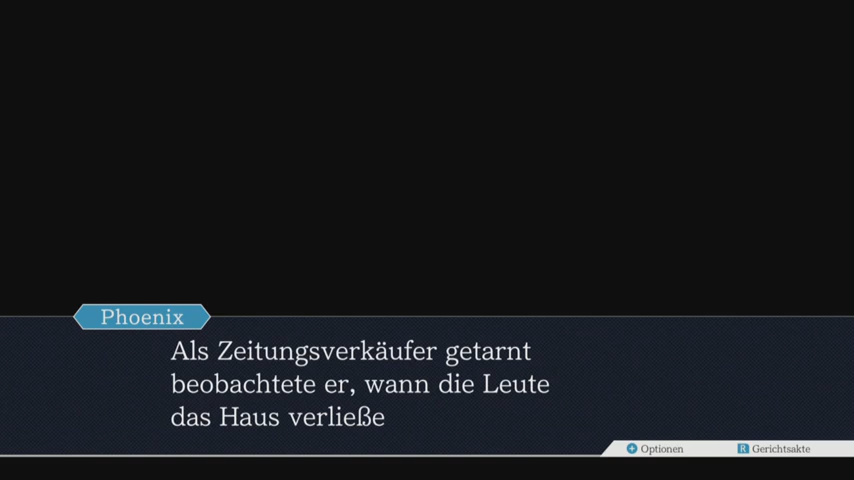 Phoenix
Als Zeitungsverkäufer getarnt
beobachtete er, wann die Leute
das Haus verließe
+ Optionen
R Gerichtsakte